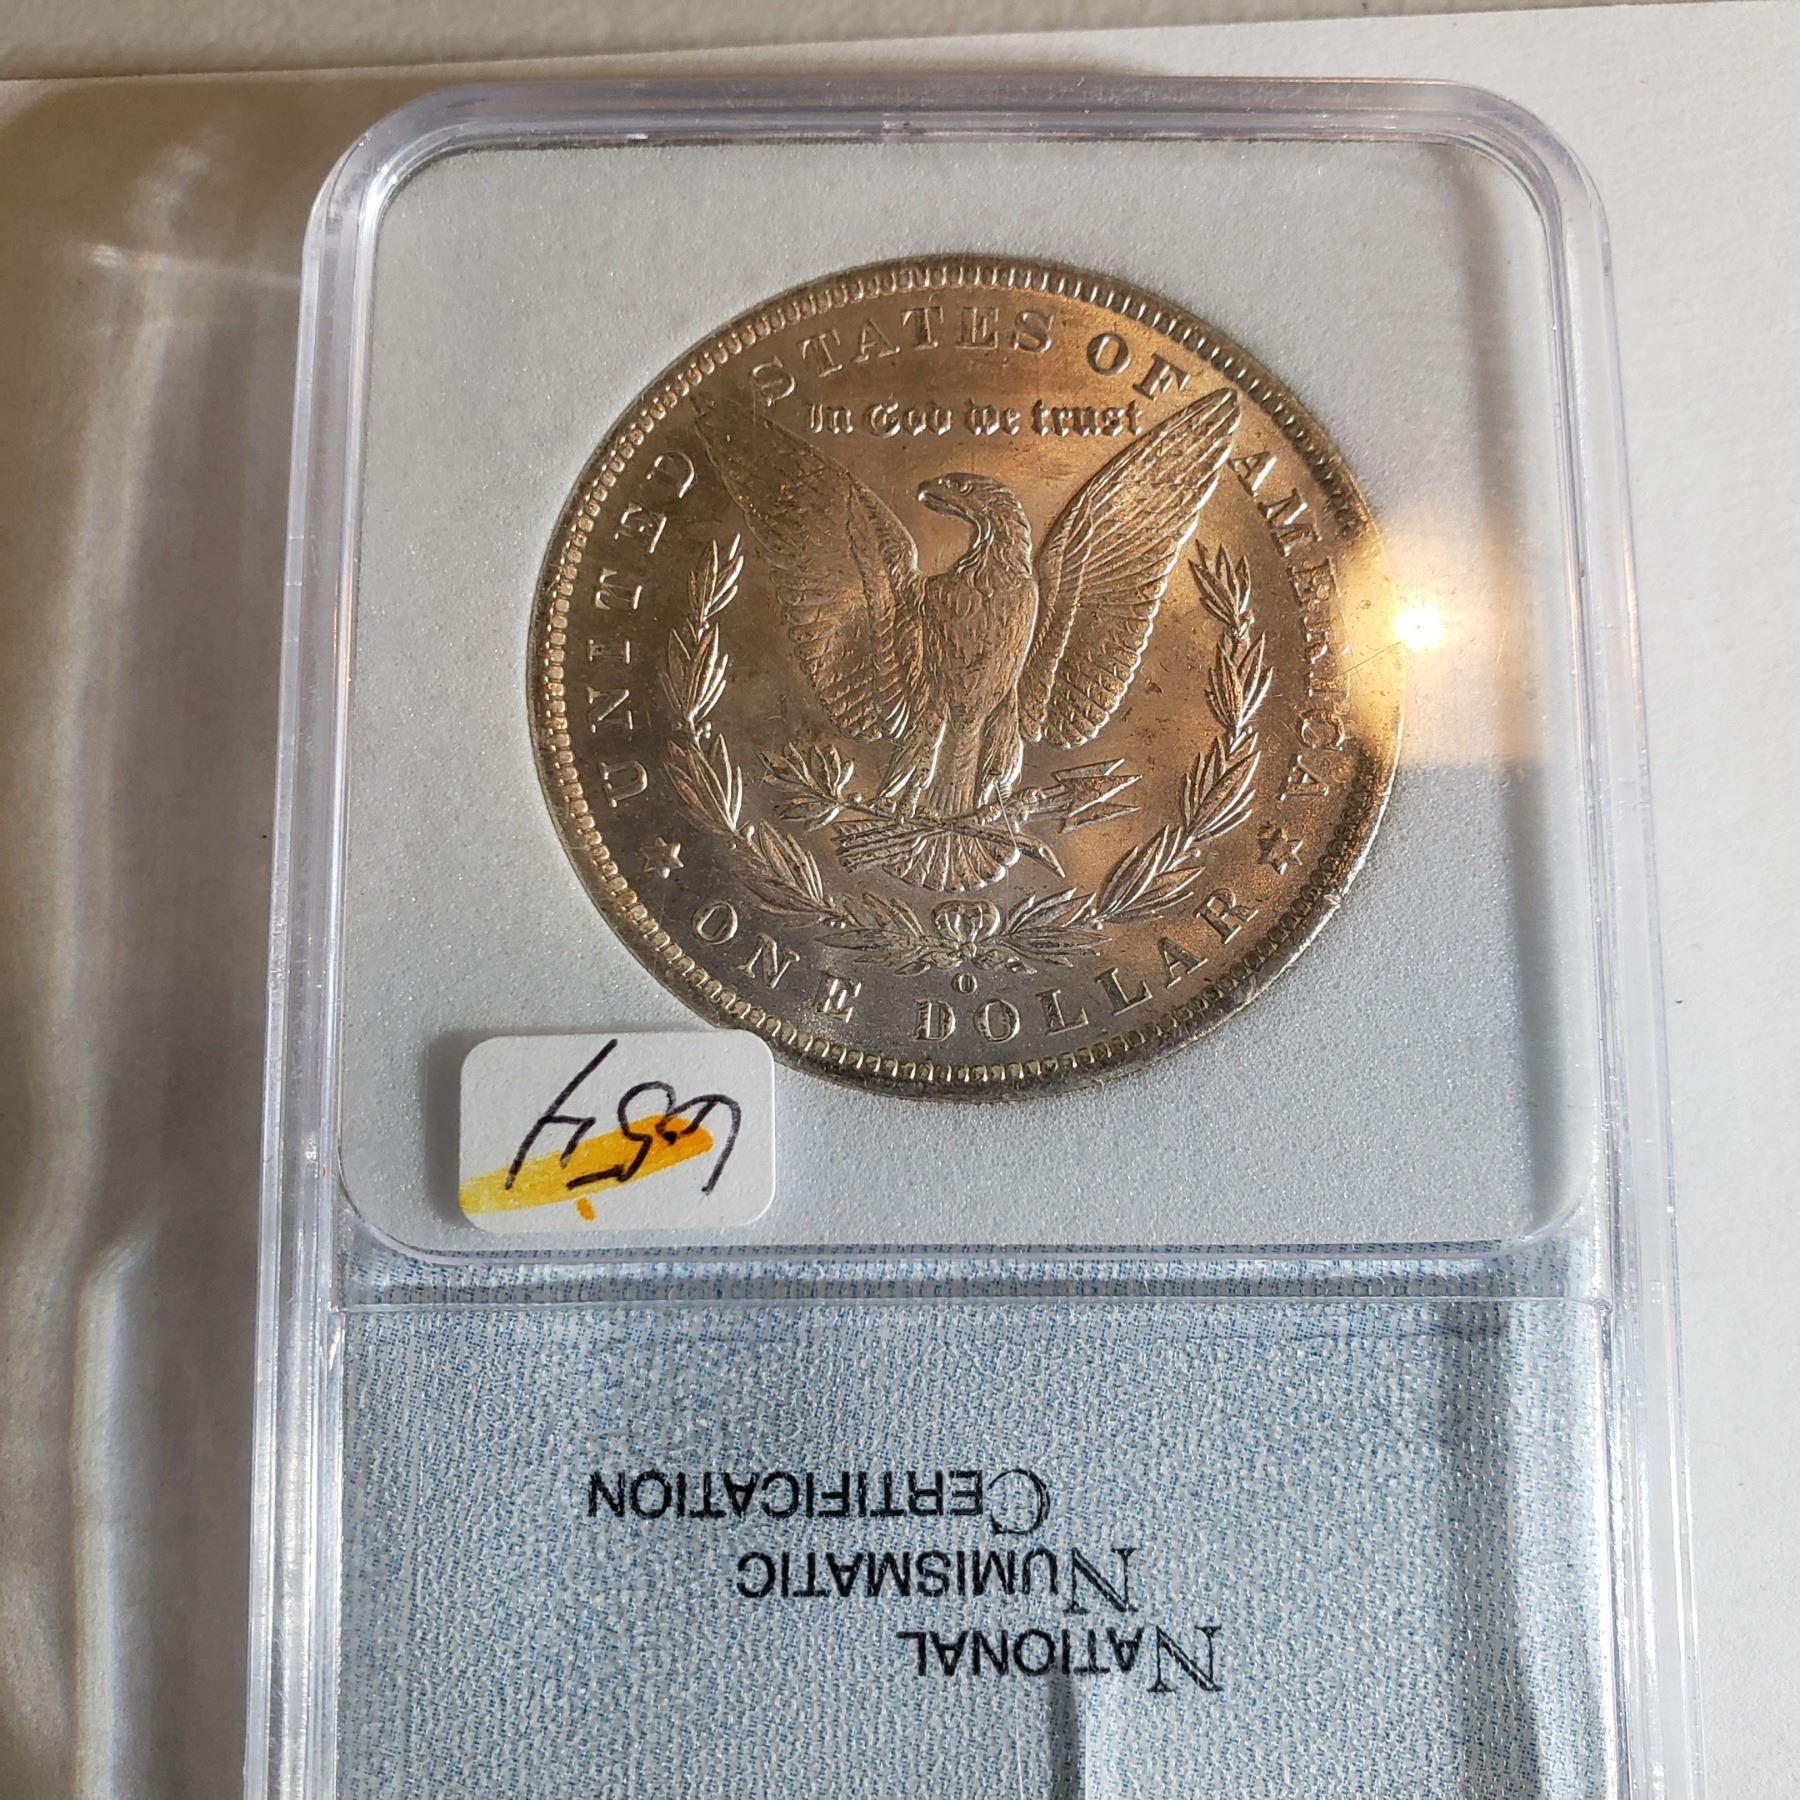 UNITED STATES OF AMERICA
In God we trust
O
ONE DOLLAR
NATIONAL
NUMISMATIC
CERTIFICATION